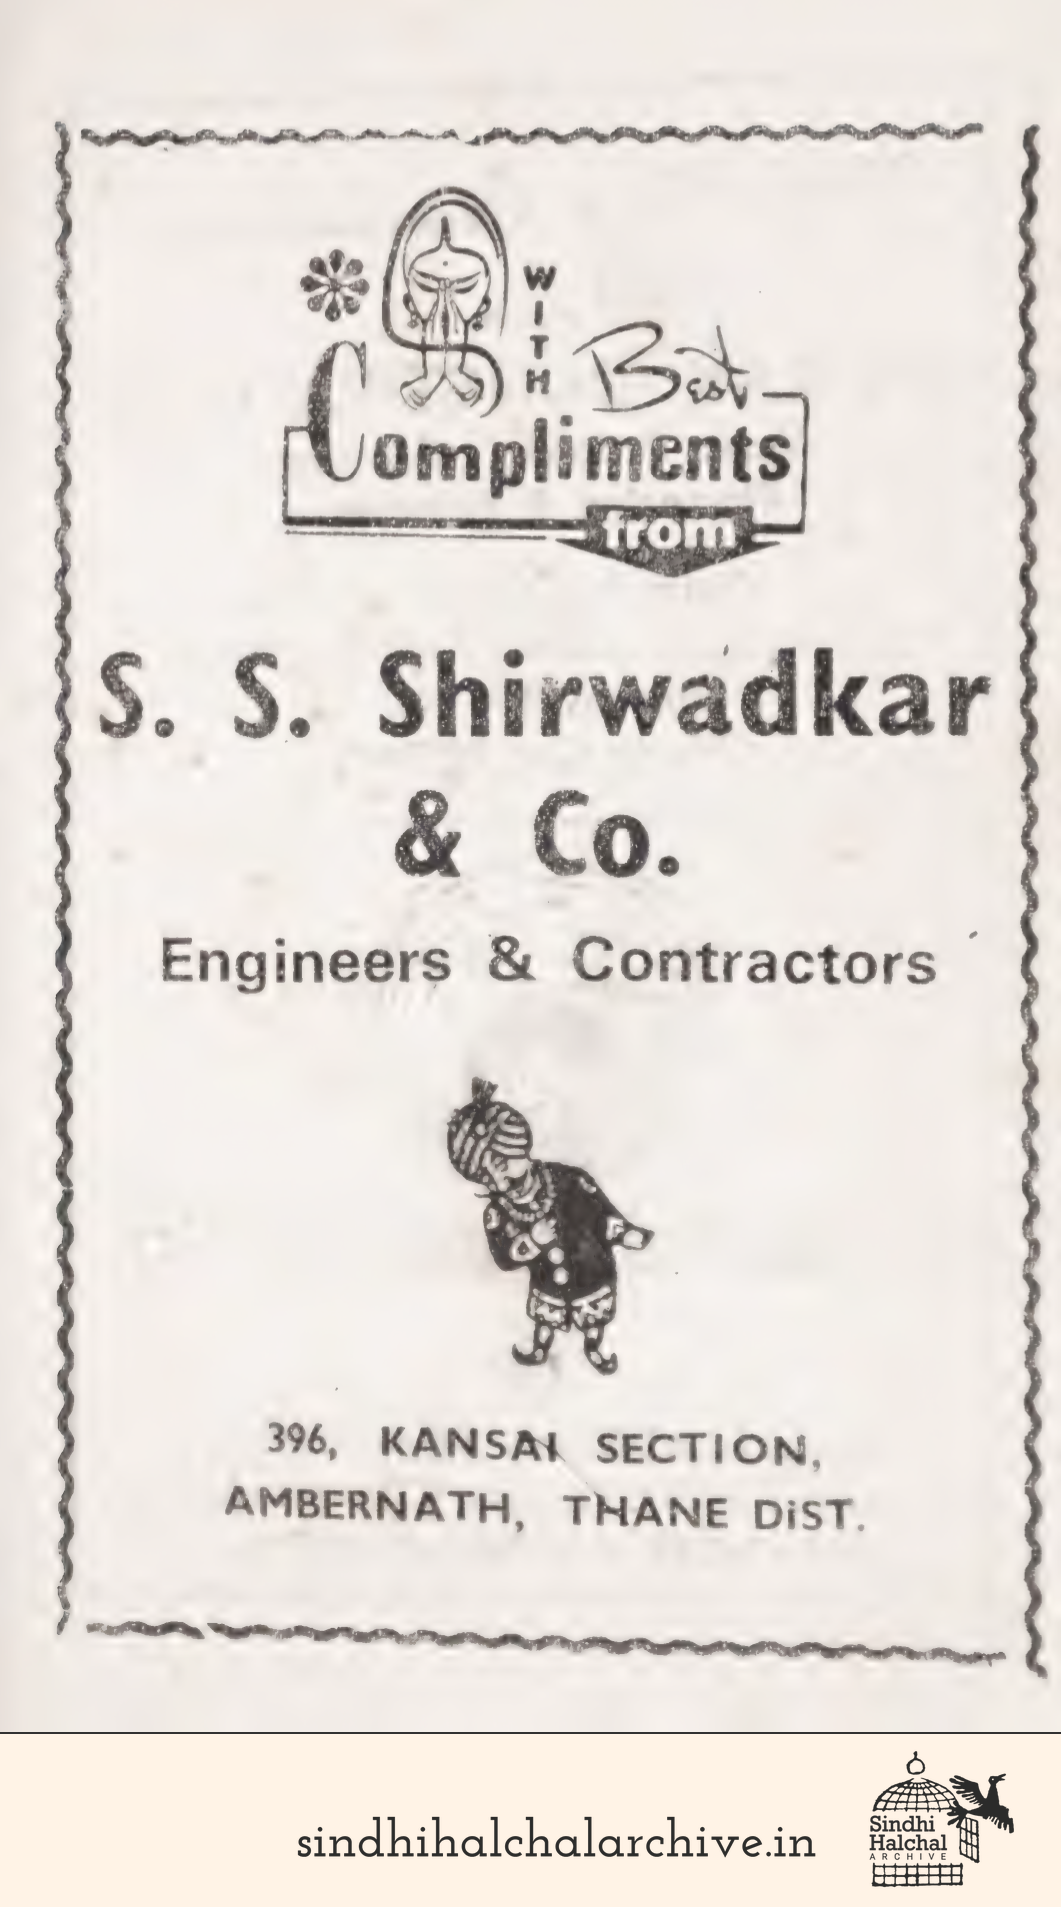 WITH Best
Compliments
from
S. S. Shirwadkar
& Co.
Engineers & Contractors
396, KANSAI SECTION,
AMBERNATH, THANE DiST.
sindhihalchalarchive.in
Sindhi
Halchal
ARCHIVE